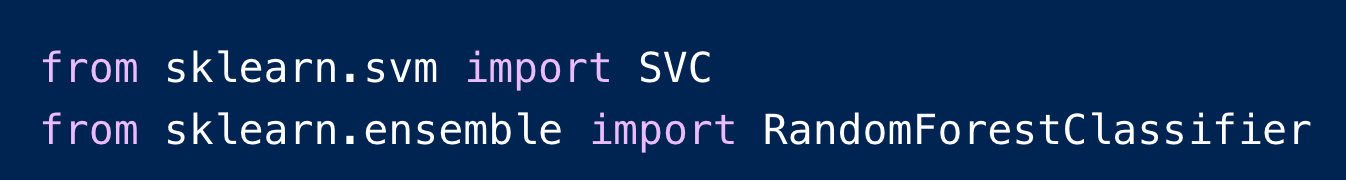 from sklearn.svm import SVC
from sklearn.ensemble import RandomForestClassifier